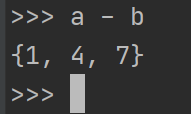 >>> a - b
{1, 4, 7}
>>>